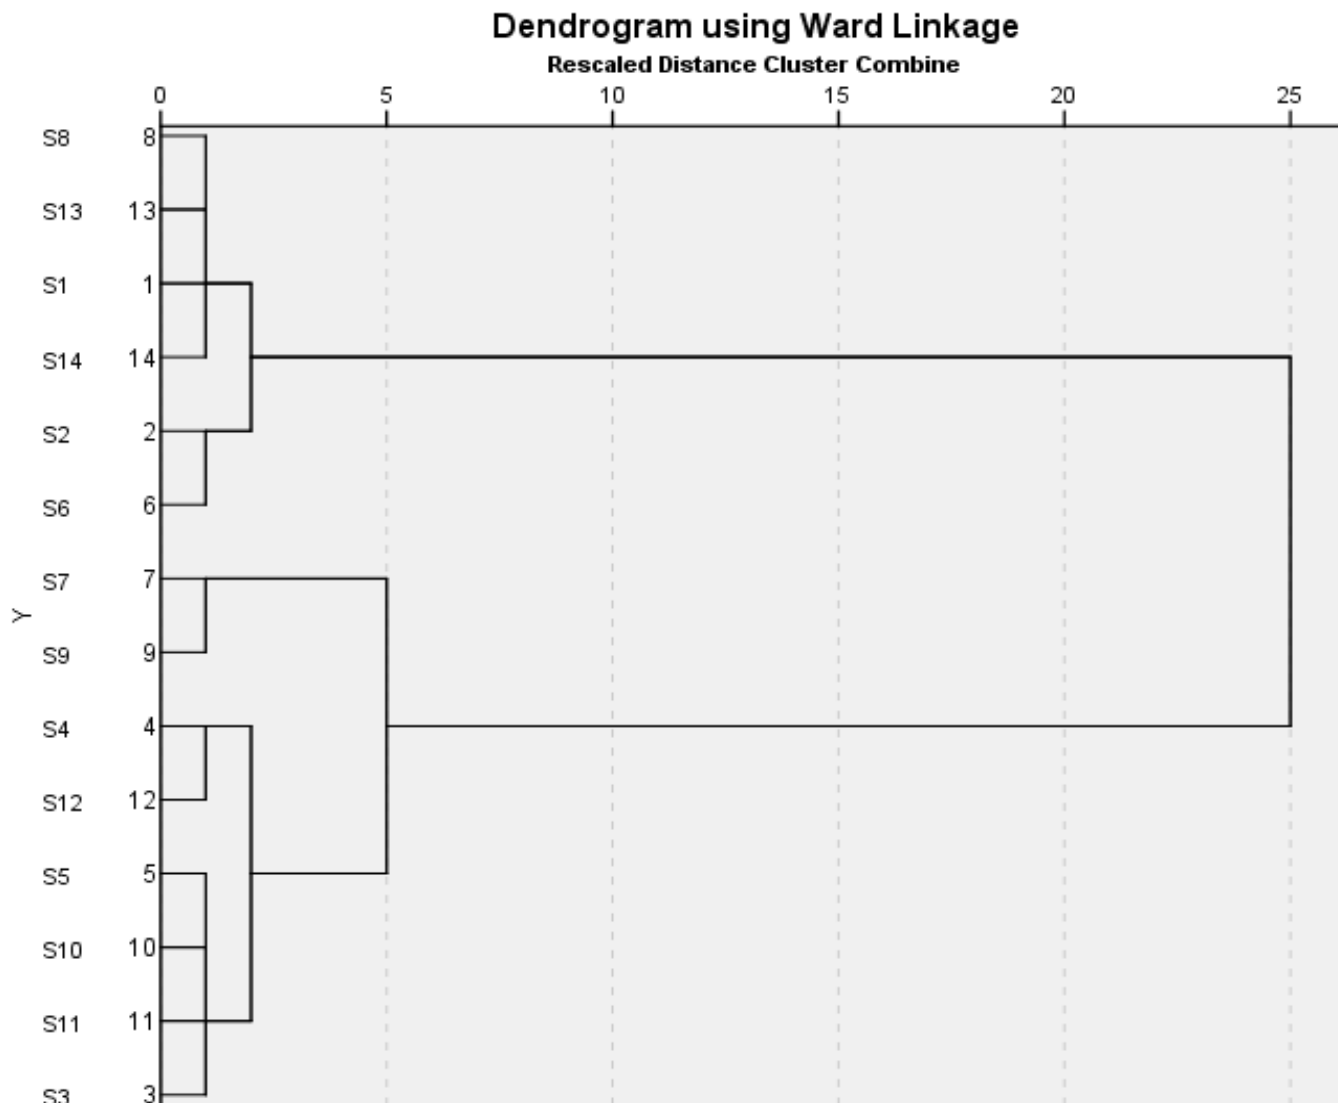 Dendrogram using Ward Linkage
Rescaled Distance Cluster Combine
0 5 10 15 20 25
S8 8
S13 13
S1 1
S14 14
S2 2
S6 6
S7 7
Y
S9 9
S4 4
S12 12
S5 5
S10 10
S11 11
S3 3